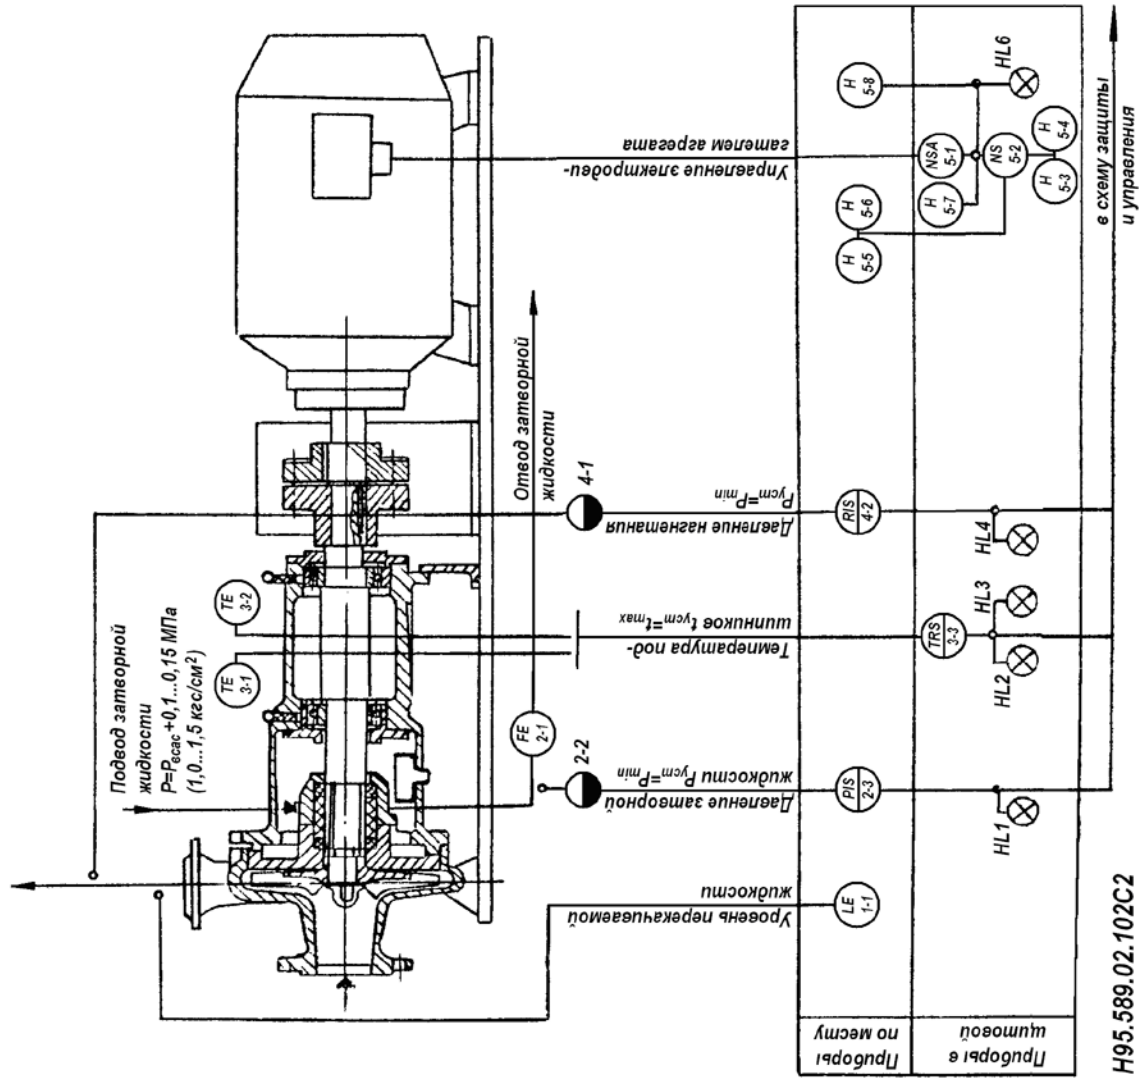 Подвод затворной
жидкости
P=Pвсас+0,1...0,15 МПа
(1,0...1,5 кгс/см²)
TE
3-1
TE
3-2
Отвод затворной
жидкости
FE
2-1
2-2
4-1
Уровень перекачиваемой
жидкости
Давление затворной
жидкости Pуст=Pmin
Температура под-
шипников tуст=tmax
Давление нагнетания
Pуст=Pmin
Управление электродви-
гателем агрегата
Приборы
по месту
LE
1-1
PIS
2-3
RIS
4-2
H
5-5
H
5-6
H
5-8
Приборы в
щитовой
HL1
HL2
TRS
3-3
HL3
HL4
H
5-7
NSA
5-1
NS
5-2
H
5-3
H
5-4
HL6
в схему защиты
и управления
Н95.589.02.102С2